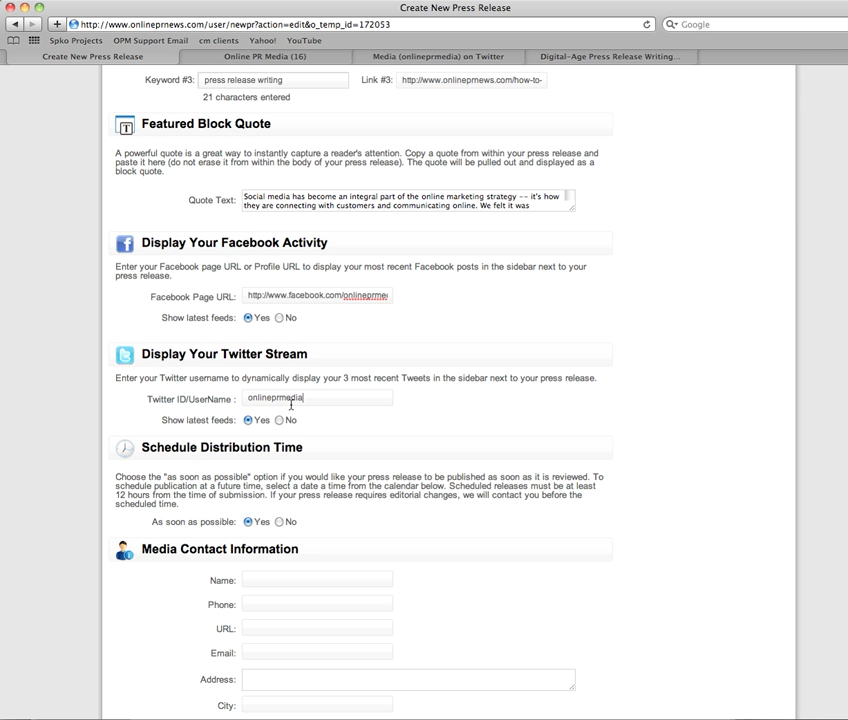 Create New Press Release
http://www.onlineprnews.com/user/newpr?action=edit&o_temp_id=172053
Google
Spko Projects OPM Support Email cm clients Yahoo! YouTube
Create New Press Release Online PR Media (16) Media (onlineprmedia) on Twitter Digital-Age Press Release Writing...
Keyword #3: press release writing Link #3: http://www.onlineprnews.com/how-to-
21 characters entered
T Featured Block Quote
A powerful quote is a great way to instantly capture a reader's attention. Copy a quote from within your press release and
paste it here (do not erase it from within the body of your press release). The quote will be pulled out and displayed as a
block quote.
Quote Text: Social media has become an integral part of the online marketing strategy -- it's how
they are connecting with customers and communicating online. We felt it was
f Display Your Facebook Activity
Enter your Facebook page URL or Profile URL to display your most recent Facebook posts in the sidebar next to your
press release.
Facebook Page URL: http://www.facebook.com/onlineprme
Show latest feeds: Yes No
t Display Your Twitter Stream
Enter your Twitter username to dynamically display your 3 most recent Tweets in the sidebar next to your press release.
Twitter ID/UserName : onlineprmedia
Show latest feeds: Yes No
Schedule Distribution Time
Choose the "as soon as possible" option if you would like your press release to be published as soon as it is reviewed. To
schedule publication at a future time, select a date a time from the calendar below. Scheduled releases must be at least
12 hours from the time of submission. If your press release requires editorial changes, we will contact you before the
scheduled time.
As soon as possible: Yes No
Media Contact Information
Name:
Phone:
URL:
Email:
Address:
City: